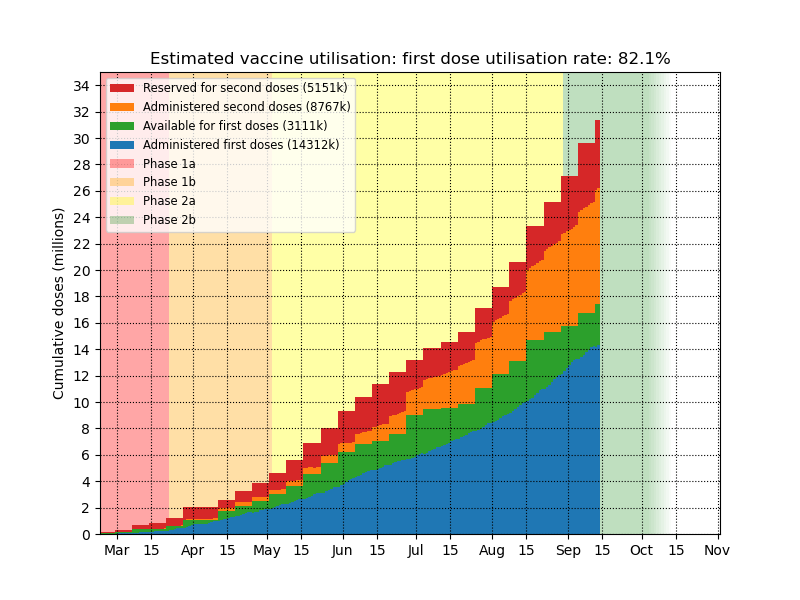 Estimated vaccine utilisation: first dose utilisation rate: 82.1%
Cumulative doses (millions)
34
32
30
28
26
24
22
20
18
16
14
12
10
8
6
4
2
0
Reserved for second doses (5151k)
Administered second doses (8767k)
Available for first doses (3111k)
Administered first doses (14312k)
Phase 1a
Phase 1b
Phase 2a
Phase 2b
Mar 15 Apr 15 May 15 Jun 15 Jul 15 Aug 15 Sep 15 Oct 15 Nov